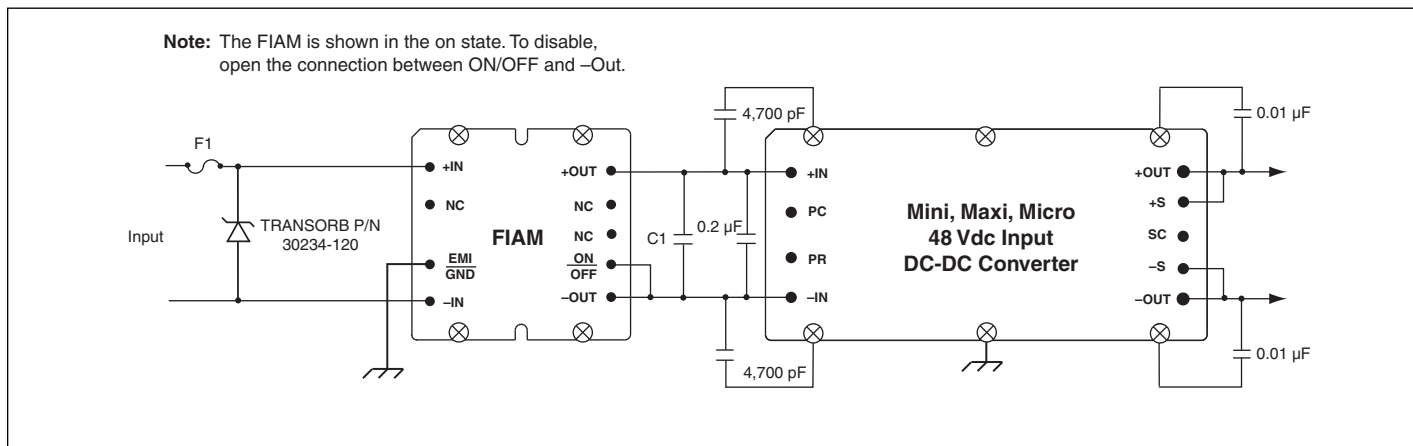 Note: The FIAM is shown in the on state. To disable,
open the connection between ON/OFF and –Out.
F1
Input
TRANSORB P/N
30234-120
+IN
NC
EMI
GND
–IN
FIAM
+OUT
NC
NC
ON
OFF
–OUT
C1
0.2 µF
4,700 pF
4,700 pF
+IN
PC
PR
–IN
Mini, Maxi, Micro
48 Vdc Input
DC-DC Converter
+OUT
+S
SC
–S
–OUT
0.01 µF
0.01 µF